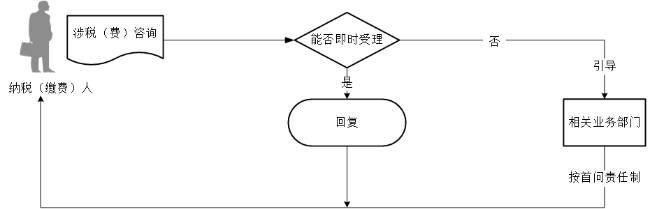 涉税（费）咨询
能否即时受理
否
引导
是
纳税（缴费）人
回复
相关业务部门
按首问责任制